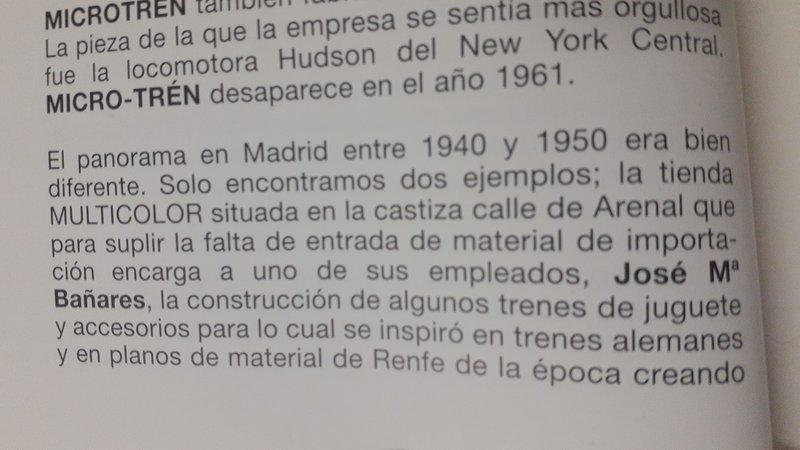 MICROTRÉN también
La pieza de la que la empresa se sentía más orgullosa
fue la locomotora Hudson del New York Central.
MICRO-TRÉN desaparece en el año 1961.
El panorama en Madrid entre 1940 y 1950 era bien
diferente. Solo encontramos dos ejemplos; la tienda
MULTICOLOR situada en la castiza calle de Arenal que
para suplir la falta de entrada de material de importa-
ción encarga a uno de sus empleados, José Mª
Bañares, la construcción de algunos trenes de juguete
y accesorios para lo cual se inspiró en trenes alemanes
y en planos de material de Renfe de la época creando